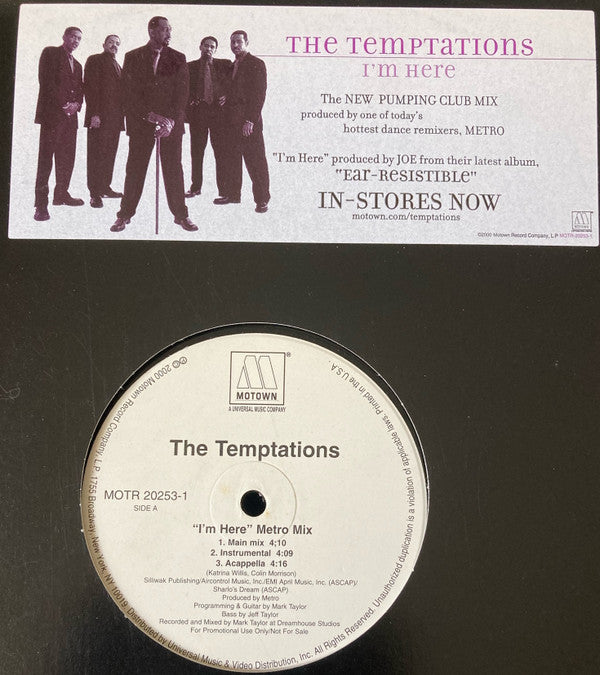 The Temptations
I'm Here
The NEW PUMPING CLUB MIX
produced by one of today's
hottest dance remixers, METRO
"I'm Here" produced by JOE from their latest album,
"Ear-Resistible"
IN-STORES NOW
motown.com/temptations
©2000 Motown Record Company, L.P. MOTR-20253-1
MOTOWN
®
MOTOWN
A UNIVERSAL MUSIC COMPANY
The Temptations
MOTR 20253-1
SIDE A
"I'm Here" Metro Mix
1. Main mix 4:10
2. Instrumental 4:09
3. Acappella 4:16
(Katrina Willis, Colin Morrison)
Silliwak Publishing/Aircontrol Music, Inc./EMI April Music, Inc. (ASCAP)/
Sharlo's Dream (ASCAP)
Produced by Metro
Programming & Guitar by Mark Taylor
Bass by Jeff Taylor
Recorded and Mixed by Mark Taylor at Dreamhouse Studios
For Promotional Use Only/Not For Sale
℗© 2000 Motown Record Company, L.P. 1755 Broadway, New York, NY 10019. Distributed by Universal Music & Video Distribution, Inc. All Rights Reserved. Unauthorized duplication is a violation of applicable laws. Printed in the U.S.A